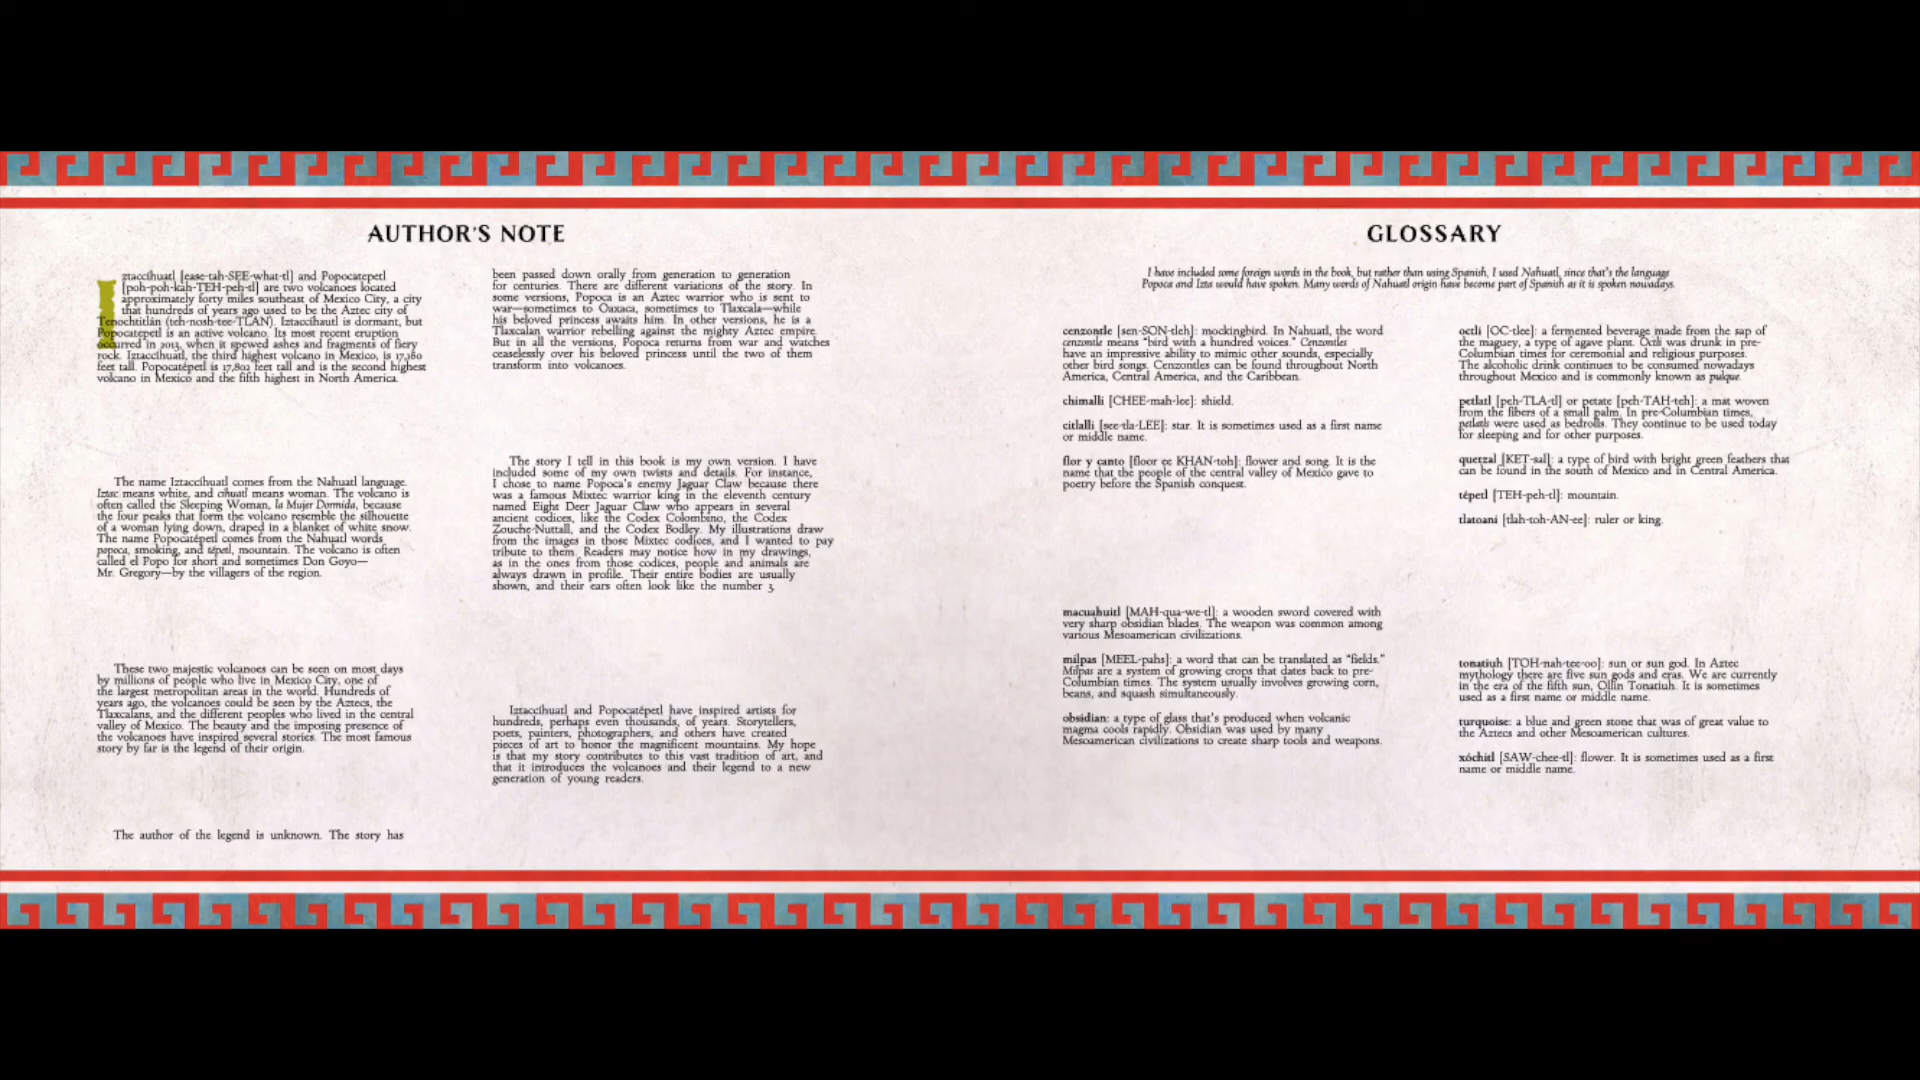 AUTHOR'S NOTE
Iztaccíhuatl [ease-tah-SEE-what-tl] and Popocatepetl
[poh-poh-kah-TEH-peh-tl] are two volcanoes located
approximately forty miles southeast of Mexico City, a city
that hundreds of years ago used to be the Aztec city of
Tenochtitlán (teh-nosh-tee-TLAN). Iztaccíhautl is dormant, but
Popocatépetl is an active volcano. Its most recent eruption
occurred in 2013, when it spewed ashes and fragments of fiery
rock. Iztaccíhuatl, the third highest volcano in Mexico, is 17,160
feet tall. Popocatépetl is 17,802 feet tall and is the second highest
volcano in Mexico and the fifth highest in North America.
The name Iztaccíhuatl comes from the Nahuatl language.
Iztac means white, and cihuatl means woman. The volcano is
often called the Sleeping Woman, la Mujer Dormida, because
the four peaks that form the volcano resemble the silhouette
of a woman lying down, draped in a blanket of white snow.
The name Popocatépetl comes from the Nahuatl words
popoca, smoking, and tépetl, mountain. The volcano is often
called el Popo for short and sometimes Don Goyo—
Mr. Gregory—by the villagers of the region.
These two majestic volcanoes can be seen on most days
by millions of people who live in Mexico City, one of
the largest metropolitan areas in the world. Hundreds of
years ago, the volcanoes could be seen by the Aztecs, the
Tlaxcalans, and the different peoples who lived in the central
valley of Mexico. The beauty and the imposing presence of
the volcanoes have inspired several stories. The most famous
story by far is the legend of their origin.
The author of the legend is unknown. The story has
been passed down orally from generation to generation
for centuries. There are different variations of the story. In
some versions, Popoca is an Aztec warrior who is sent to
war—sometimes to Oaxaca, sometimes to Tlaxcala—while
his beloved princess awaits him. In other versions, he is a
Tlaxcalan warrior rebelling against the mighty Aztec empire.
But in all the versions, Popoca returns from war and watches
ceaselessly over his beloved princess until the two of them
transform into volcanoes.
The story I tell in this book is my own version. I have
included some of my own twists and details. For instance,
I chose to name Popoca's enemy Jaguar Claw because there
was a famous Mixtec warrior king in the eleventh century
named Eight Deer Jaguar Claw who appears in several
ancient codices, like the Codex Colombino, the Codex
Zouche-Nuttall, and the Codex Bodley. My illustrations draw
from the images in those Mixtec codices, and I wanted to pay
tribute to them. Readers may notice how in my drawings,
as in the ones from those codices, people and animals are
always drawn in profile. Their entire bodies are usually
shown, and their ears often look like the number 3.
Iztaccíhuatl and Popocatépetl have inspired artists for
hundreds, perhaps even thousands, of years. Storytellers,
poets, painters, photographers, and others have created
pieces of art to honor the magnificent mountains. My hope
is that my story contributes to this vast tradition of art, and
that it introduces the volcanoes and their legend to a new
generation of young readers.
GLOSSARY
I have included some foreign words in the book, but rather than using Spanish, I used Nahuatl, since that's the language
Popoca and Izta would have spoken. Many words of Nahuatl origin have become part of Spanish as it is spoken nowadays.
cenzontle [sen-SON-tleh]: mockingbird. In Nahuatl, the word
cenzontle means "bird with a hundred voices." Cenzontles
have an impressive ability to mimic other sounds, especially
other bird songs. Cenzontles can be found throughout North
America, Central America, and the Caribbean.
chimalli [CHEE-mah-lee]: shield.
citlalli [see-tla-LEE]: star. It is sometimes used as a first name
or middle name.
flor y canto [floor ee KHAN-toh]: flower and song. It is the
name that the people of the central valley of Mexico gave to
poetry before the Spanish conquest.
macuahuitl [MAH-qua-we-tl]: a wooden sword covered with
very sharp obsidian blades. The weapon was common among
various Mesoamerican civilizations.
milpas [MEEL-pahs]: a word that can be translated as "fields."
Milpas are a system of growing crops that dates back to pre-
Columbian times. The system usually involves growing corn,
beans, and squash simultaneously.
obsidian: a type of glass that's produced when volcanic
magma cools rapidly. Obsidian was used by many
Mesoamerican civilizations to create sharp tools and weapons.
octli [OC-tlee]: a fermented beverage made from the sap of
the maguey, a type of agave plant. Octli was drunk in pre-
Columbian times for ceremonial and religious purposes.
The alcoholic drink continues to be consumed nowadays
throughout Mexico and is commonly known as pulque.
petlatl [peh-TLA-tl] or petate [peh-TAH-teh]: a mat woven
from the fibers of a small palm. In pre-Columbian times,
petlatls were used as bedrolls. They continue to be used today
for sleeping and for other purposes.
quetzal [KET-sal]: a type of bird with bright green feathers that
can be found in the south of Mexico and in Central America.
tépetl [TEH-peh-tl]: mountain.
tlatoani [tlah-toh-AN-ee]: ruler or king.
tonatiuh [TOH-nah-tee-oo]: sun or sun god. In Aztec
mythology there are five sun gods and eras. We are currently
in the era of the fifth sun, Ollin Tonatiuh. It is sometimes
used as a first name or middle name.
turquoise: a blue and green stone that was of great value to
the Aztecs and other Mesoamerican cultures.
xóchitl [SAW-chee-tl]: flower. It is sometimes used as a first
name or middle name.